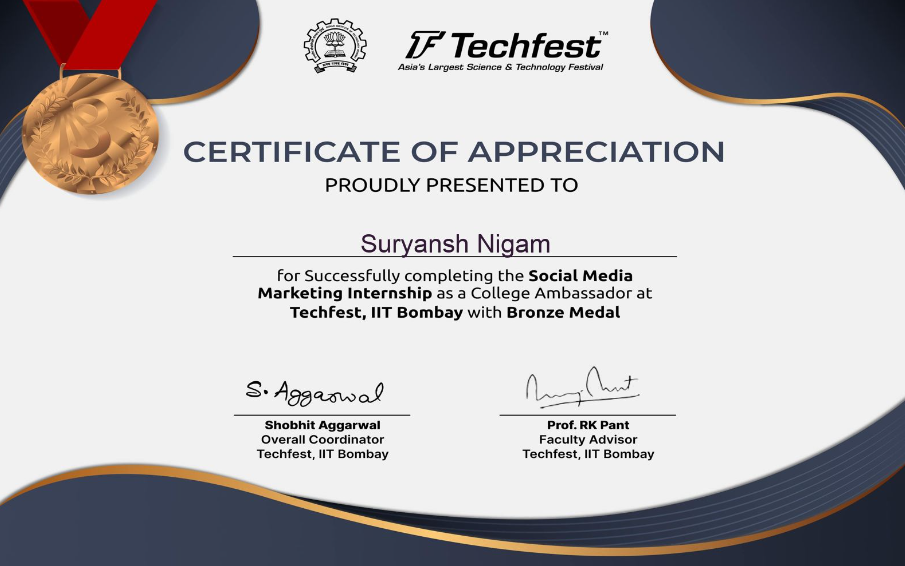 Techfest™
Asia's Largest Science & Technology Festival
CERTIFICATE OF APPRECIATION
PROUDLY PRESENTED TO
Suryansh Nigam
for Successfully completing the Social Media
Marketing Internship as a College Ambassador at
Techfest, IIT Bombay with Bronze Medal
S. Aggarwal
Shobhit Aggarwal
Overall Coordinator
Techfest, IIT Bombay
Prof. RK Pant
Faculty Advisor
Techfest, IIT Bombay